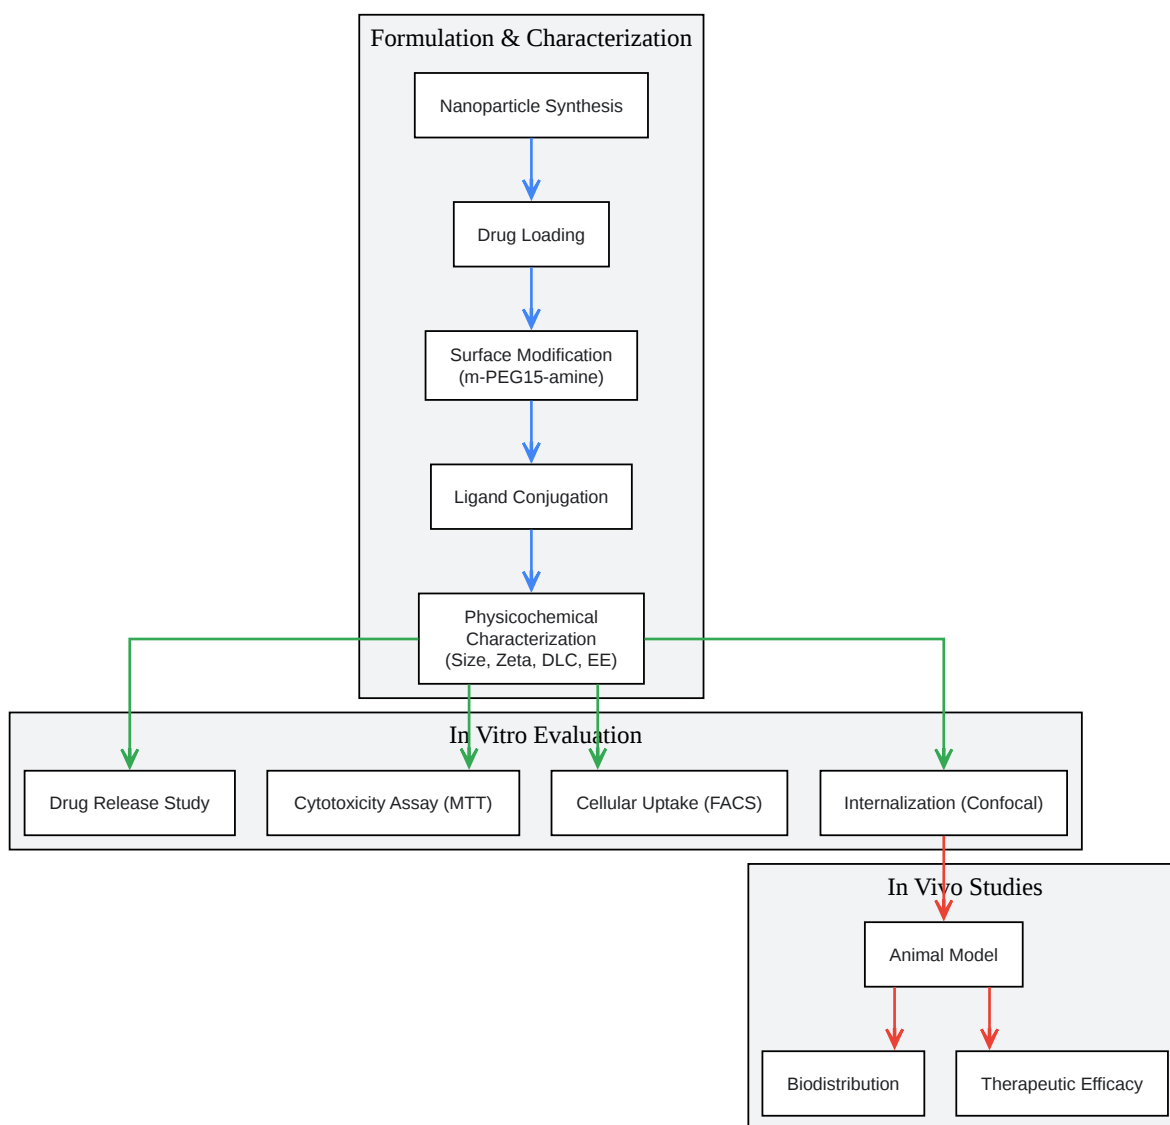 Formulation & Characterization
Nanoparticle Synthesis
Drug Loading
Surface Modification
(m-PEG15-amine)
Ligand Conjugation
Physicochemical
Characterization
(Size, Zeta, DLC, EE)
In Vitro Evaluation
Drug Release Study
Cytotoxicity Assay (MTT)
Cellular Uptake (FACS)
Internalization (Confocal)
In Vivo Studies
Animal Model
Biodistribution
Therapeutic Efficacy